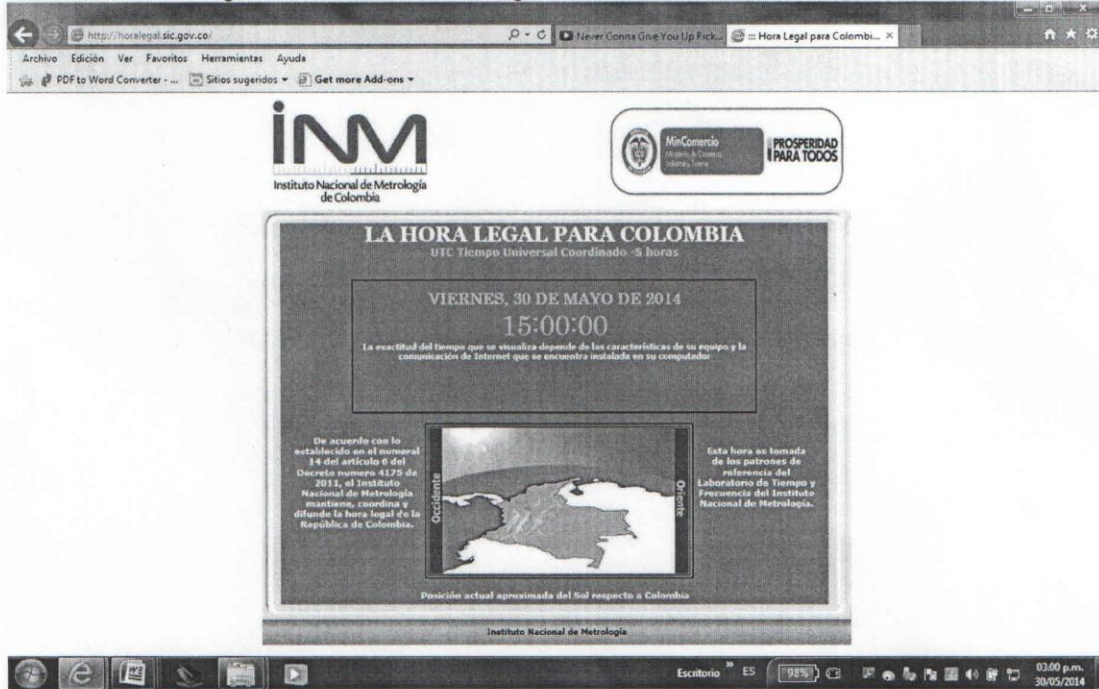 http://horalegal.sic.gov.co/
Never Gonna Give You Up Rick...
::: Hora Legal para Colombi... ×
Archivo Edición Ver Favoritos Herramientas Ayuda
PDF to Word Converter - ...
Sitios sugeridos
Get more Add-ons
INM
Instituto Nacional de Metrología
de Colombia
MinComercio
PROSPERIDAD
PARA TODOS
LA HORA LEGAL PARA COLOMBIA
UTC Tiempo Universal Coordinado -5 horas
VIERNES, 30 DE MAYO DE 2014
15:00:00
La exactitud del tiempo que se visualiza depende de las características de su equipo y la
comunicación de Internet que se encuentra instalada en su computador
De acuerdo con lo
establecido en el numeral
14 del artículo 6 del
Decreto numero 4175 de
2011, el Instituto
Nacional de Metrología
mantiene, coordina y
difunde la hora legal de la
República de Colombia.
Occidente
Oriente
Esta hora es tomada
de los patrones de
referencia del
Laboratorio de Tiempo y
Frecuencia del Instituto
Nacional de Metrología.
Posición actual aproximada del Sol respecto a Colombia
Instituto Nacional de Metrología
Escritorio » ES 98%
03:00 p.m.
30/05/2014